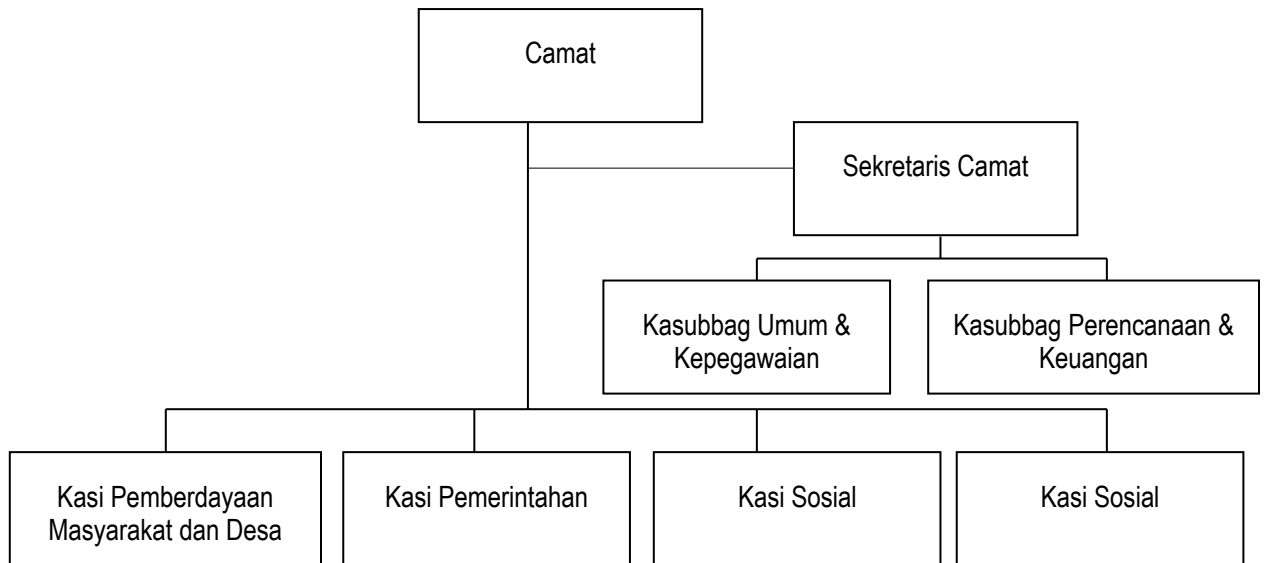 Camat
Sekretaris Camat
Kasubbag Umum &
Kepegawaian
Kasubbag Perencanaan &
Keuangan
Kasi Pemberdayaan
Masyarakat dan Desa
Kasi Pemerintahan
Kasi Sosial
Kasi Sosial